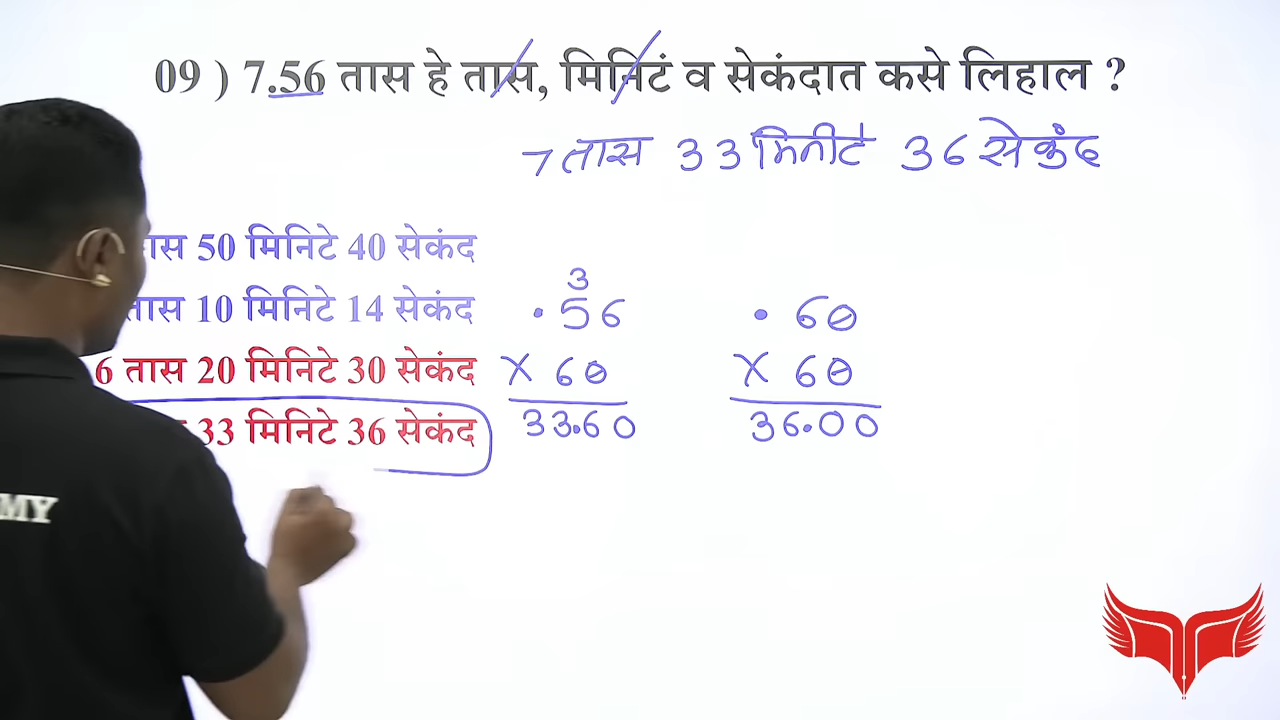 09 ) 7.56 तास हे तास, मिनिटं व सेकंदात कसे लिहाल ?
7 तास 33 मिनीटे 36 सेकंद
तास 50 मिनिटे 40 सेकंद
तास 10 मिनिटे 14 सेकंद
6 तास 20 मिनिटे 30 सेकंद
33 मिनिटे 36 सेकंद
3
.56
X 60
33.60
.60
X 60
36.00
MY